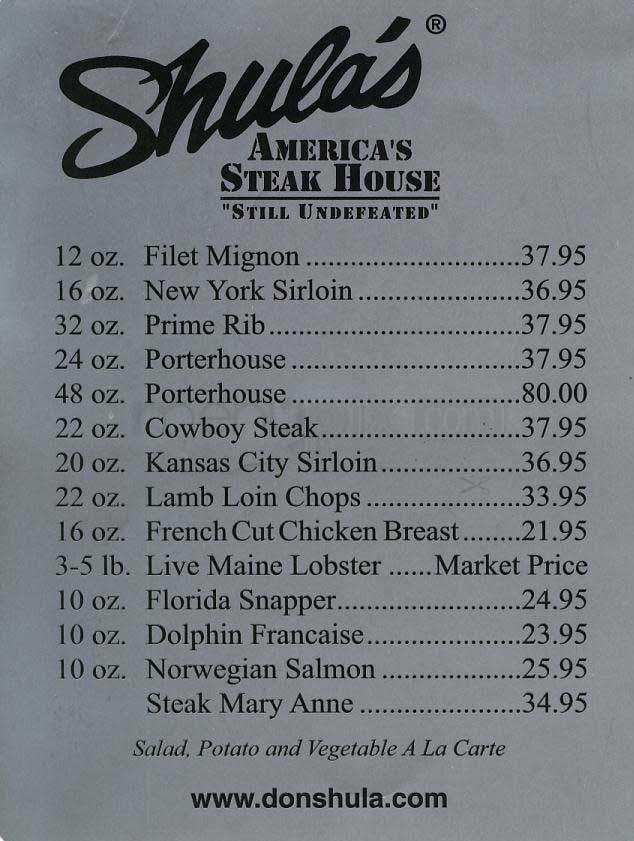 Shula's®
AMERICA'S
STEAK HOUSE
"STILL UNDEFEATED"
12 oz. Filet Mignon ............................37.95
16 oz. New York Sirloin .....................36.95
32 oz. Prime Rib.................................37.95
24 oz. Porterhouse ..............................37.95
48 oz. Porterhouse ..............................80.00
22 oz. Cowboy Steak..........................37.95
20 oz. Kansas City Sirloin...................36.95
22 oz. Lamb Loin Chops ....................33.95
16 oz. French Cut Chicken Breast.......21.95
3-5 lb. Live Maine Lobster ......Market Price
10 oz. Florida Snapper........................24.95
10 oz. Dolphin Francaise....................23.95
10 oz. Norwegian Salmon ..................25.95
Steak Mary Anne .....................34.95
Salad, Potato and Vegetable A La Carte
www.donshula.com